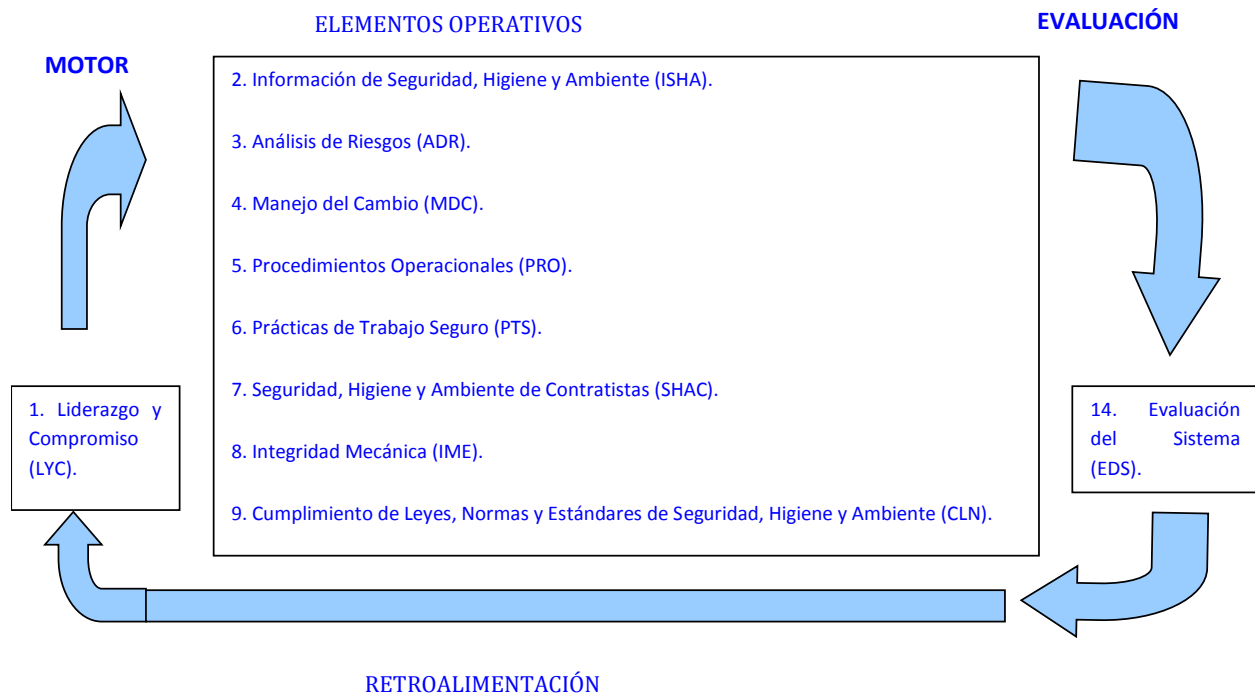 ELEMENTOS OPERATIVOS
EVALUACIÓN
MOTOR
2. Información de Seguridad, Higiene y Ambiente (ISHA).
3. Análisis de Riesgos (ADR).
4. Manejo del Cambio (MDC).
5. Procedimientos Operacionales (PRO).
6. Prácticas de Trabajo Seguro (PTS).
7. Seguridad, Higiene y Ambiente de Contratistas (SHAC).
8. Integridad Mecánica (IME).
9. Cumplimiento de Leyes, Normas y Estándares de Seguridad, Higiene y Ambiente (CLN).
1. Liderazgo y
Compromiso
(LYC).
14. Evaluación
del Sistema
(EDS).
RETROALIMENTACIÓN